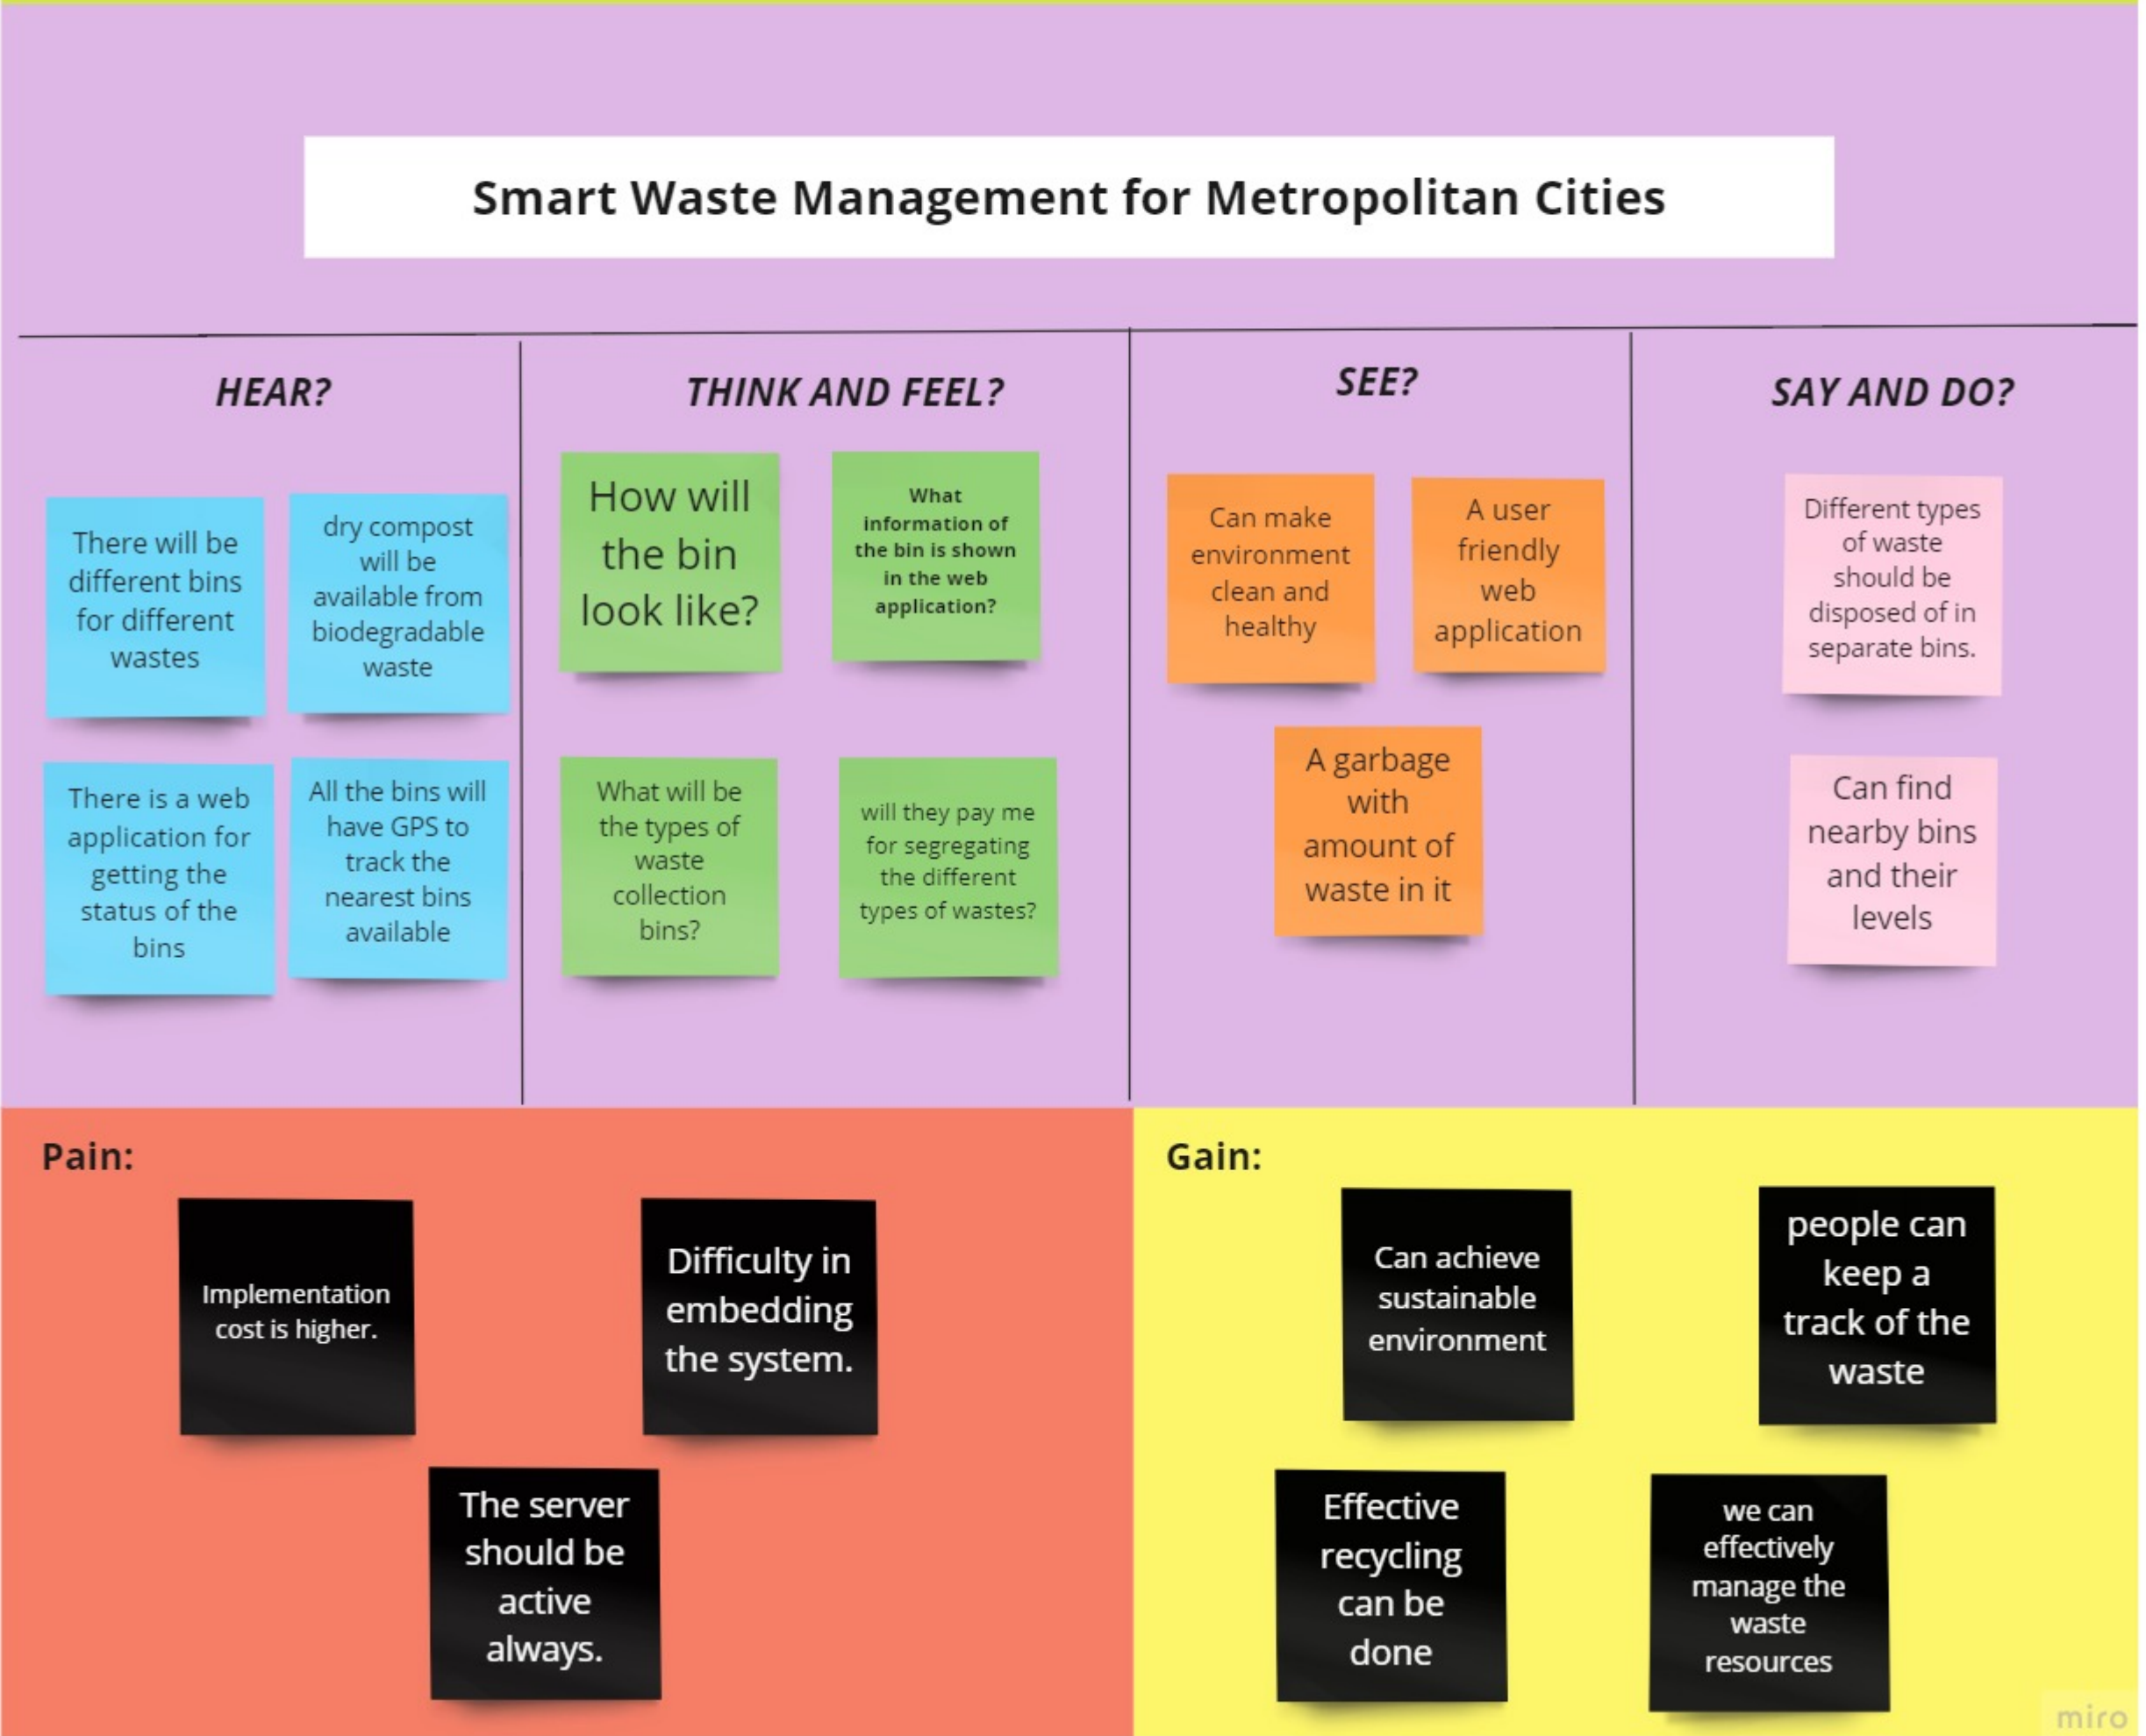 Smart Waste Management for Metropolitan Cities
HEAR?
There will be
different bins
for different
wastes
dry compost
will be
available from
biodegradable
waste
There is a web
application for
getting the
status of the
bins
All the bins will
have GPS to
track the
nearest bins
available
THINK AND FEEL?
How will
the bin
look like?
What
information of
the bin is shown
in the web
application?
What will be
the types of
waste
collection
bins?
will they pay me
for segregating
the different
types of wastes?
SEE?
Can make
environment
clean and
healthy
A user
friendly
web
application
A garbage
with
amount of
waste in it
SAY AND DO?
Different types
of waste
should be
disposed of in
separate bins.
Can find
nearby bins
and their
levels
Pain:
Implementation
cost is higher.
Difficulty in
embedding
the system.
The server
should be
active
always.
Gain:
Can achieve
sustainable
environment
people can
keep a
track of the
waste
Effective
recycling
can be
done
we can
effectively
manage the
waste
resources
miro